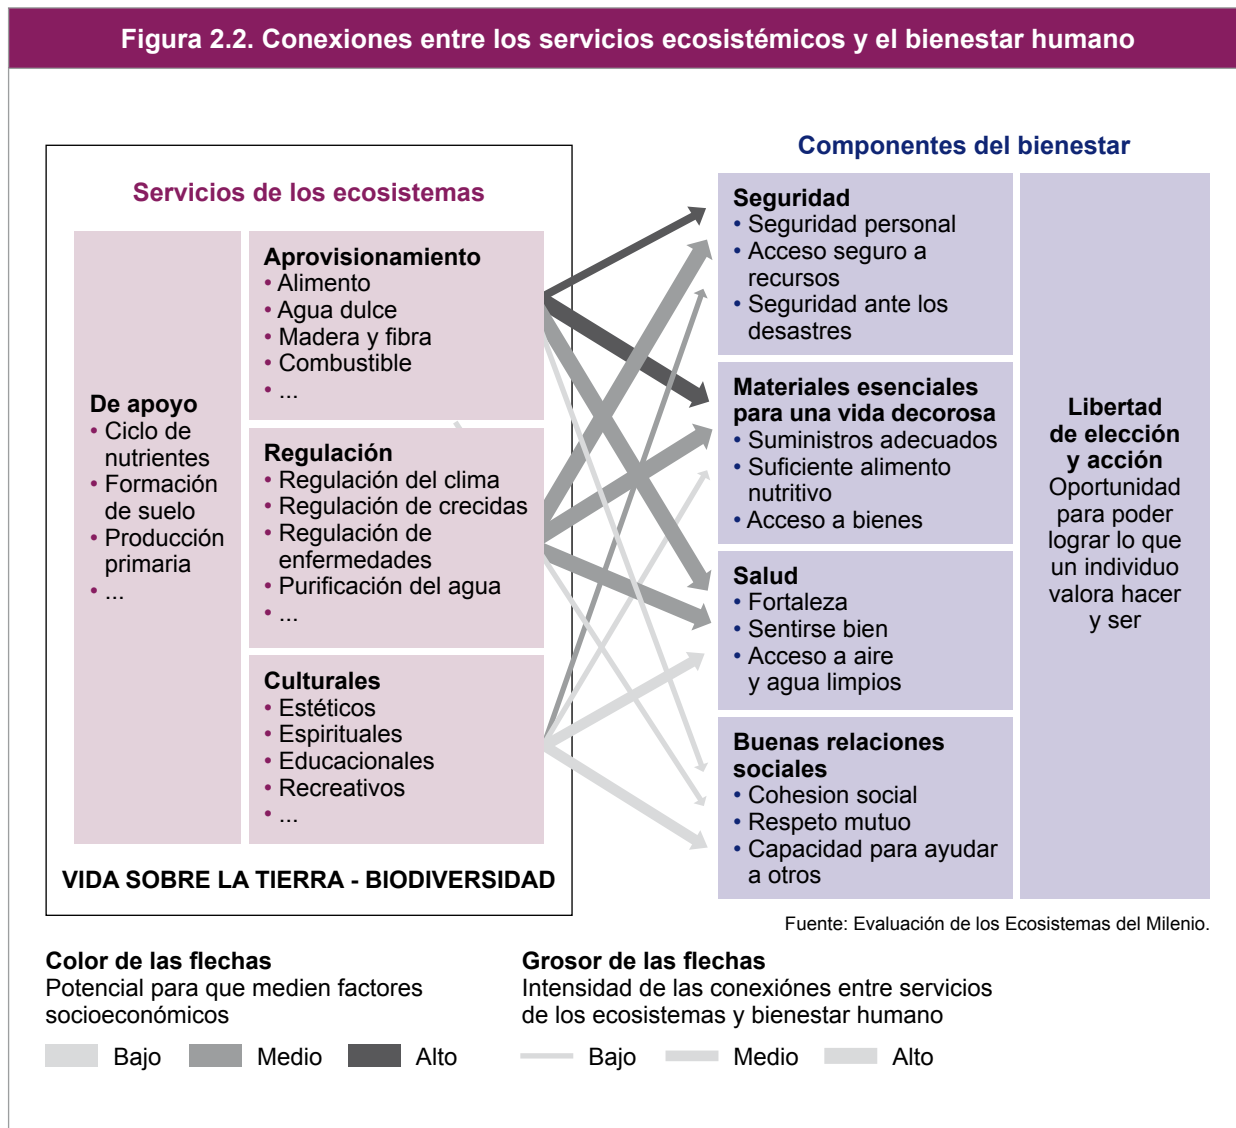 Figura 2.2. Conexiones entre los servicios ecosistémicos y el bienestar humano
Servicios de los ecosistemas
De apoyo
• Ciclo de
nutrientes
• Formación
de suelo
• Producción
primaria
• ...
Aprovisionamiento
• Alimento
• Agua dulce
• Madera y fibra
• Combustible
• ...
Regulación
• Regulación del clima
• Regulación de crecidas
• Regulación de
enfermedades
• Purificación del agua
• ...
Culturales
• Estéticos
• Espirituales
• Educacionales
• Recreativos
• ...
VIDA SOBRE LA TIERRA - BIODIVERSIDAD
Componentes del bienestar
Seguridad
• Seguridad personal
• Acceso seguro a
recursos
• Seguridad ante los
desastres
Materiales esenciales
para una vida decorosa
• Suministros adecuados
• Suficiente alimento
nutritivo
• Acceso a bienes
Salud
• Fortaleza
• Sentirse bien
• Acceso a aire
y agua limpios
Buenas relaciones
sociales
• Cohesion social
• Respeto mutuo
• Capacidad para ayudar
a otros
Libertad
de elección
y acción
Oportunidad
para poder
lograr lo que
un individuo
valora hacer
y ser
Fuente: Evaluación de los Ecosistemas del Milenio.
Color de las flechas
Potencial para que medien factores
socioeconómicos
Bajo Medio Alto
Grosor de las flechas
Intensidad de las conexiónes entre servicios
de los ecosistemas y bienestar humano
Bajo Medio Alto